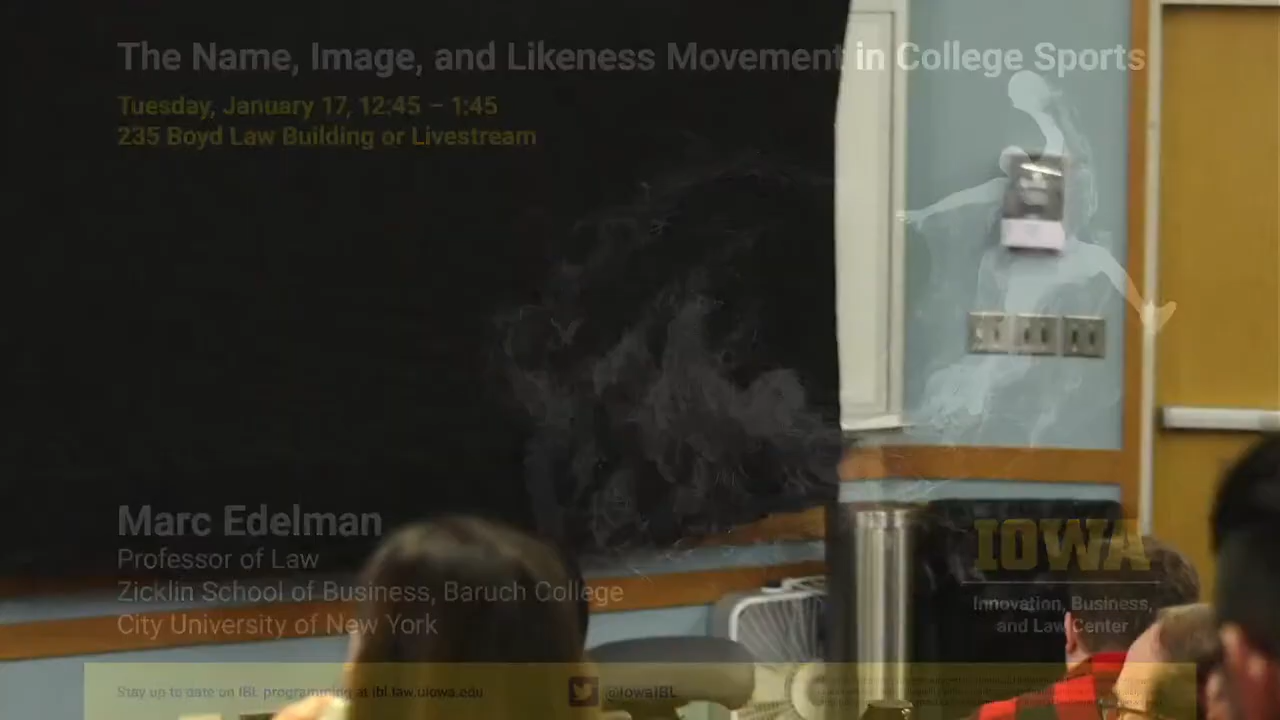 The Name, Image, and Likeness Movement in College Sports
Tuesday, January 17, 12:45 – 1:45
235 Boyd Law Building or Livestream
Marc Edelman
Professor of Law
Zicklin School of Business, Baruch College
City University of New York
IOWA
Innovation, Business,
and Law Center
Stay up to date on IBL programming at ibl.law.uiowa.edu
@IowaIBL